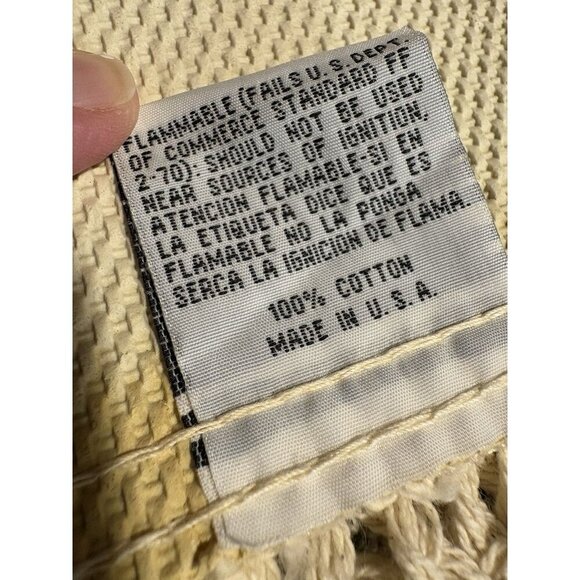 FLAMMABLE (FAILS U.S. DEPT.
OF COMMERCE STANDARD FF
2-70). SHOULD NOT BE USED
NEAR SOURCES OF IGNITION.
ATENCION FLAMABLE-SI EN
LA ETIQUETA DICE QUE ES
FLAMABLE NO LA PONGA
SERCA LA IGNICION DE FLAMA.
100% COTTON
MADE IN U.S.A.